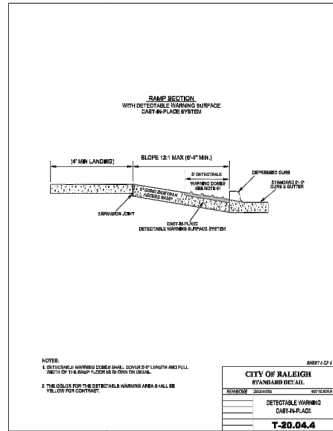 RAMP SECTION
WITH DETECTABLE WARNING SURFACE
CAST-IN-PLACE SYSTEM
(4' MIN LANDING)
SLOPE 12:1 MAX (6'-4" MIN.)
2' DETECTABLE
WARNING DOMES
DEPRESSED CURB
CURB & GUTTER
EXPANSION JOINT
CAST-IN-PLACE
DETECTABLE WARNING SURFACE SYSTEM
NOTES:
1. DETECTABLE WARNING DOMES SHALL COVER 2'-0" LENGTH AND FULL
WIDTH OF THE RAMP FLOOR AS SHOWN ON DETAIL.
2. THE COLOR FOR THE DETECTABLE WARNING AREA SHALL BE
YELLOW FOR CONTRAST.
CITY OF RALEIGH
STANDARD DETAIL
DETECTABLE WARNING
CAST-IN-PLACE
T-20.04.4